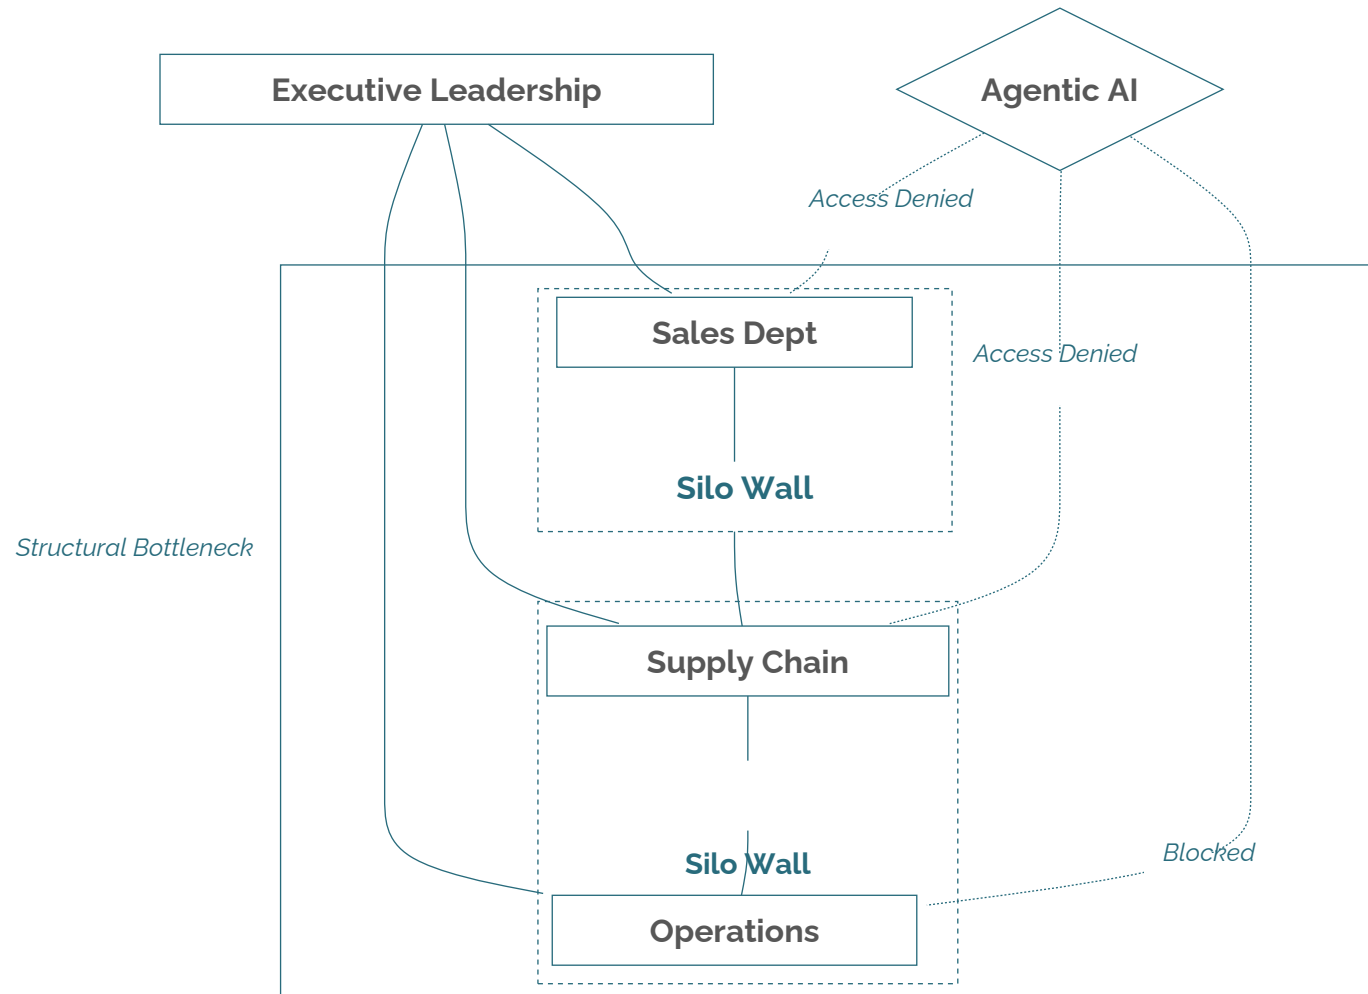 Executive Leadership
Agentic AI
Access Denied
Sales Dept
Access Denied
Silo Wall
Structural Bottleneck
Supply Chain
Blocked
Silo Wall
Operations